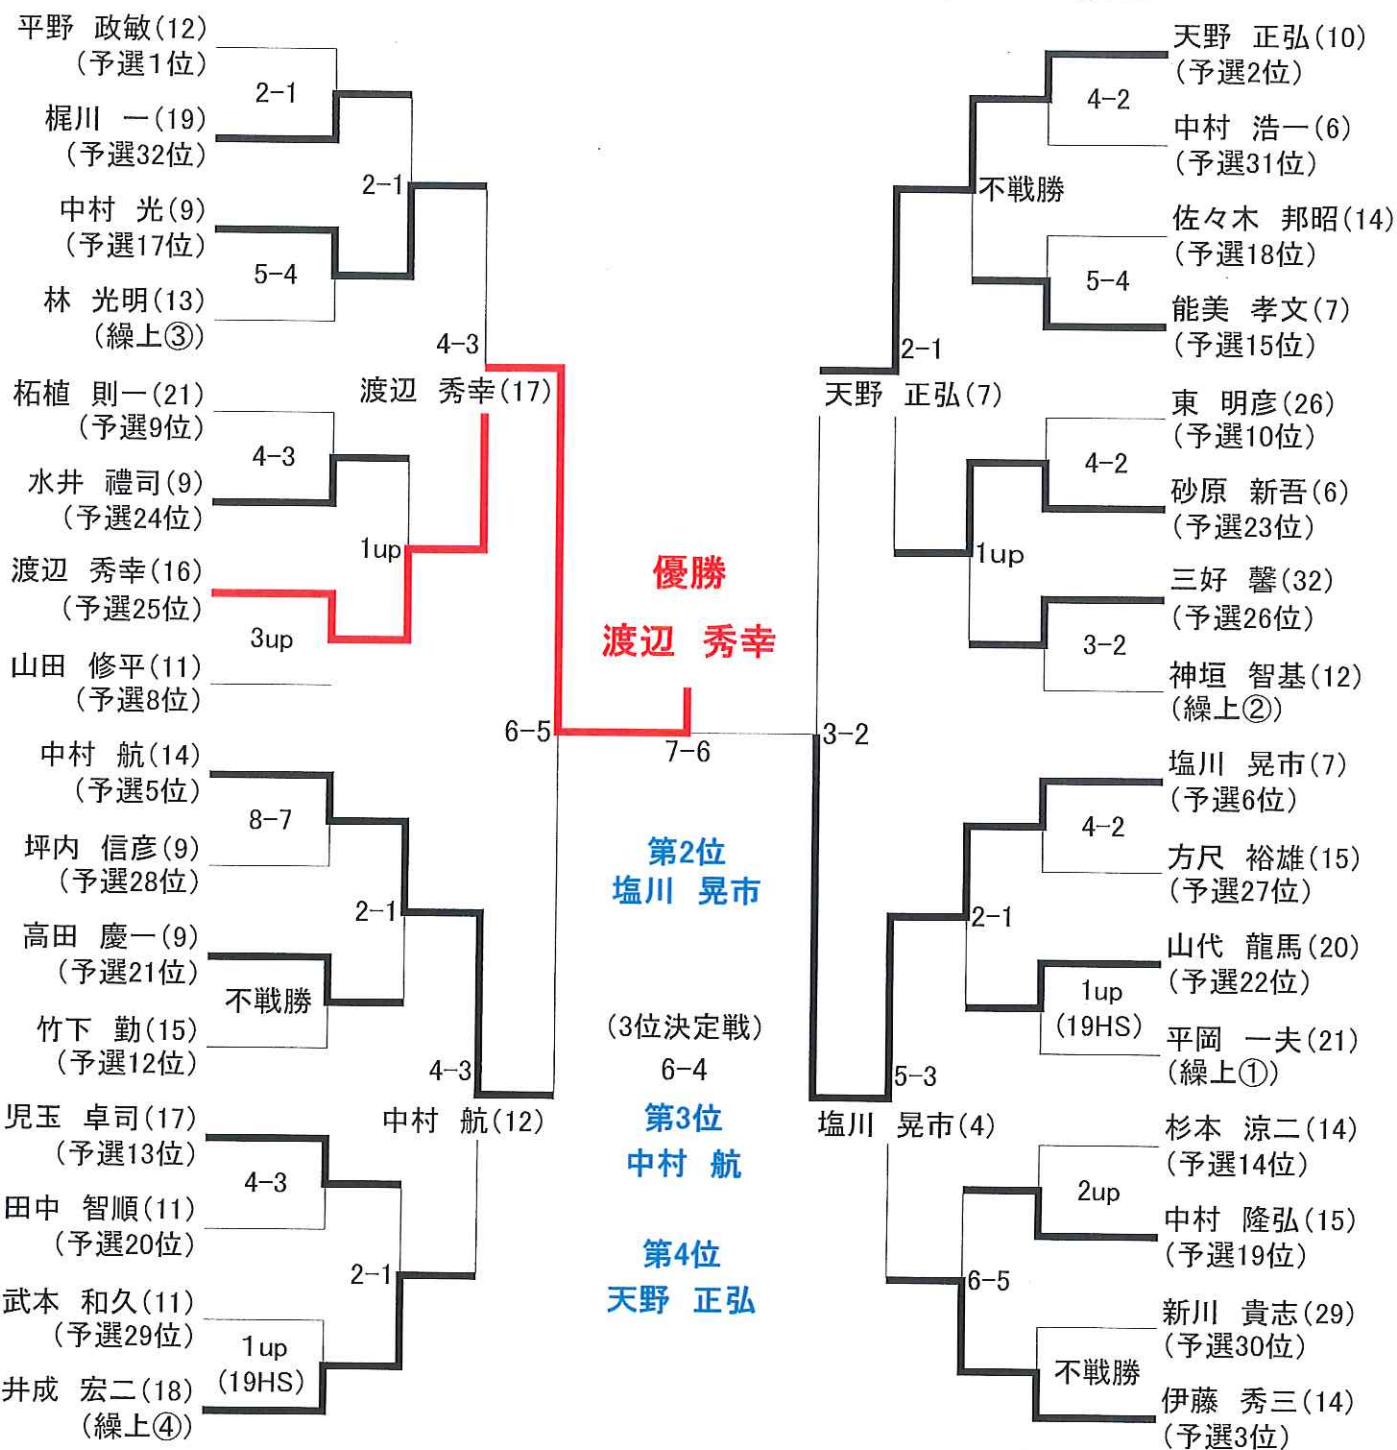 平野 政敏(12)
(予選1位)
2-1
梶川 一(19)
(予選32位)
2-1
中村 光(9)
(予選17位)
5-4
林 光明(13)
(繰上③)
4-3
渡辺 秀幸(17)
柘植 則一(21)
(予選9位)
4-3
水井 禮司(9)
(予選24位)
1up
渡辺 秀幸(16)
(予選25位)
3up
山田 修平(11)
(予選8位)
6-5
中村 航(14)
(予選5位)
8-7
坪内 信彦(9)
(予選28位)
2-1
高田 慶一(9)
(予選21位)
不戦勝
竹下 勤(15)
(予選12位)
4-3
中村 航(12)
児玉 卓司(17)
(予選13位)
4-3
田中 智順(11)
(予選20位)
2-1
武本 和久(11)
(予選29位)
1up
(19HS)
井成 宏二(18)
(繰上④)
優勝
渡辺 秀幸
7-6
第2位
塩川 晃市
(3位決定戦)
6-4
第3位
中村 航
第4位
天野 正弘
天野 正弘(10)
(予選2位)
4-2
中村 浩一(6)
(予選31位)
不戦勝
佐々木 邦昭(14)
(予選18位)
5-4
能美 孝文(7)
(予選15位)
2-1
天野 正弘(7)
東 明彦(26)
(予選10位)
4-2
砂原 新吾(6)
(予選23位)
1up
三好 馨(32)
(予選26位)
3-2
神垣 智基(12)
(繰上②)
3-2
塩川 晃市(7)
(予選6位)
4-2
方尺 裕雄(15)
(予選27位)
2-1
山代 龍馬(20)
(予選22位)
1up
(19HS)
平岡 一夫(21)
(繰上①)
5-3
塩川 晃市(4)
杉本 涼二(14)
(予選14位)
2up
中村 隆弘(15)
(予選19位)
6-5
新川 貴志(29)
(予選30位)
不戦勝
伊藤 秀三(14)
(予選3位)